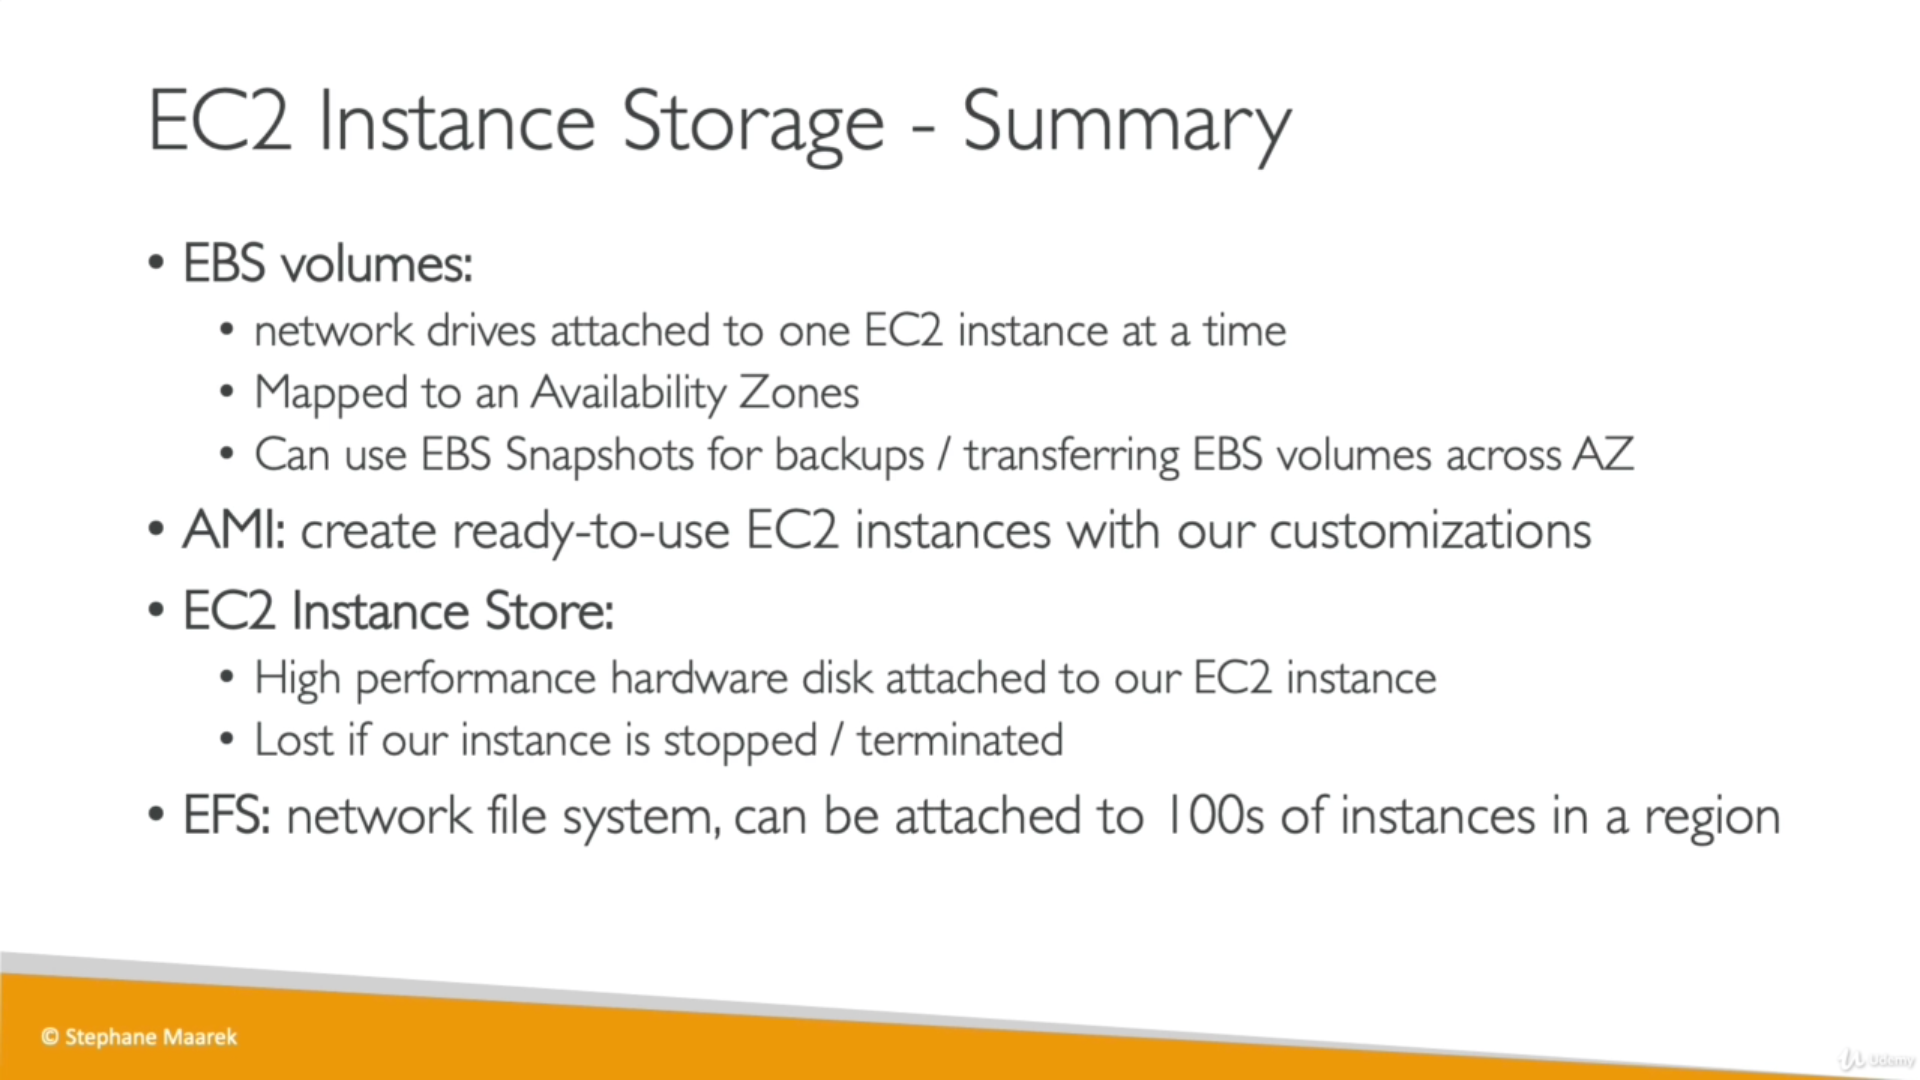 EC2 Instance Storage - Summary
• EBS volumes:
• network drives attached to one EC2 instance at a time
• Mapped to an Availability Zones
• Can use EBS Snapshots for backups / transferring EBS volumes across AZ
• AMI: create ready-to-use EC2 instances with our customizations
• EC2 Instance Store:
• High performance hardware disk attached to our EC2 instance
• Lost if our instance is stopped / terminated
• EFS: network file system, can be attached to 100s of instances in a region
© Stephane Maarek
Udemy